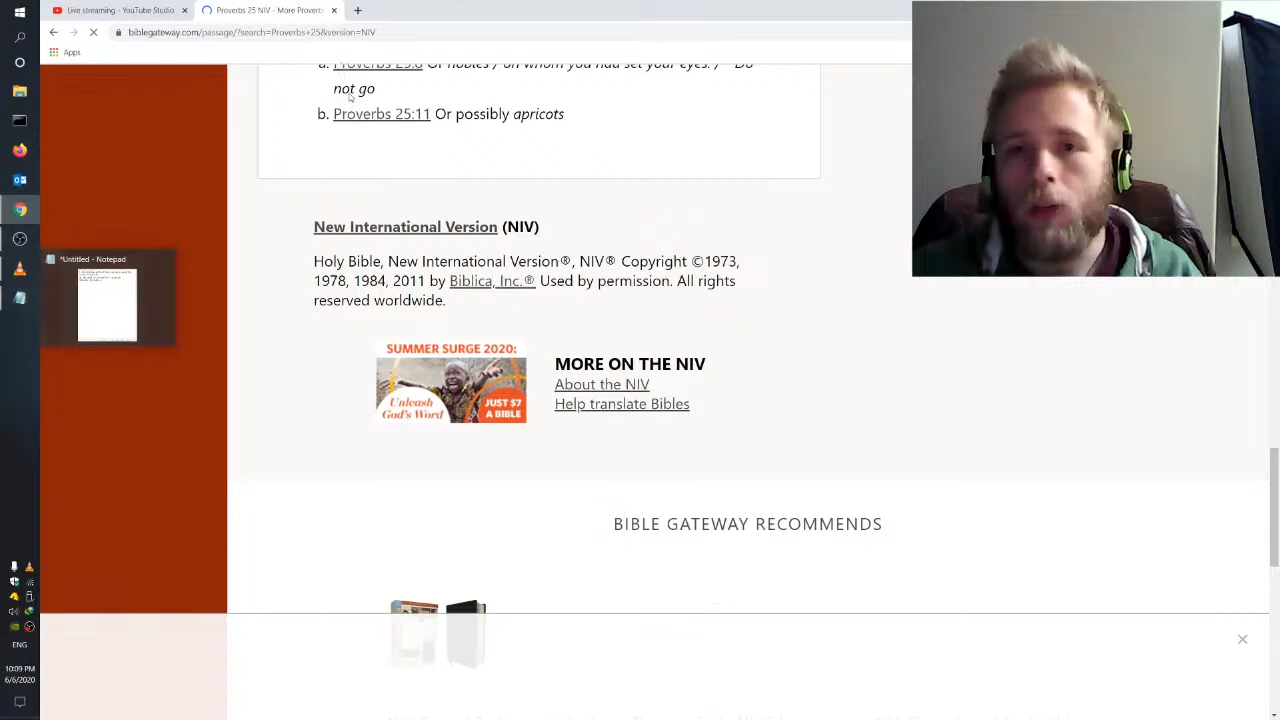 Live streaming - YouTube Studio
Proverbs 25 NIV - More Proverb
biblegateway.com/passage/?search=Proverbs+25&version=NIV
Apps
a. Proverbs 25:8 Or nobles / on whom you had set your eyes. / Do
not go
b. Proverbs 25:11 Or possibly apricots
New International Version (NIV)
Holy Bible, New International Version®, NIV® Copyright ©1973,
1978, 1984, 2011 by Biblica, Inc.® Used by permission. All rights
reserved worldwide.
SUMMER SURGE 2020:
Unleash
God's Word
JUST $7
A BIBLE
MORE ON THE NIV
About the NIV
Help translate Bibles
BIBLE GATEWAY RECOMMENDS
*Untitled - Notepad
ENG
10:09 PM
6/6/2020